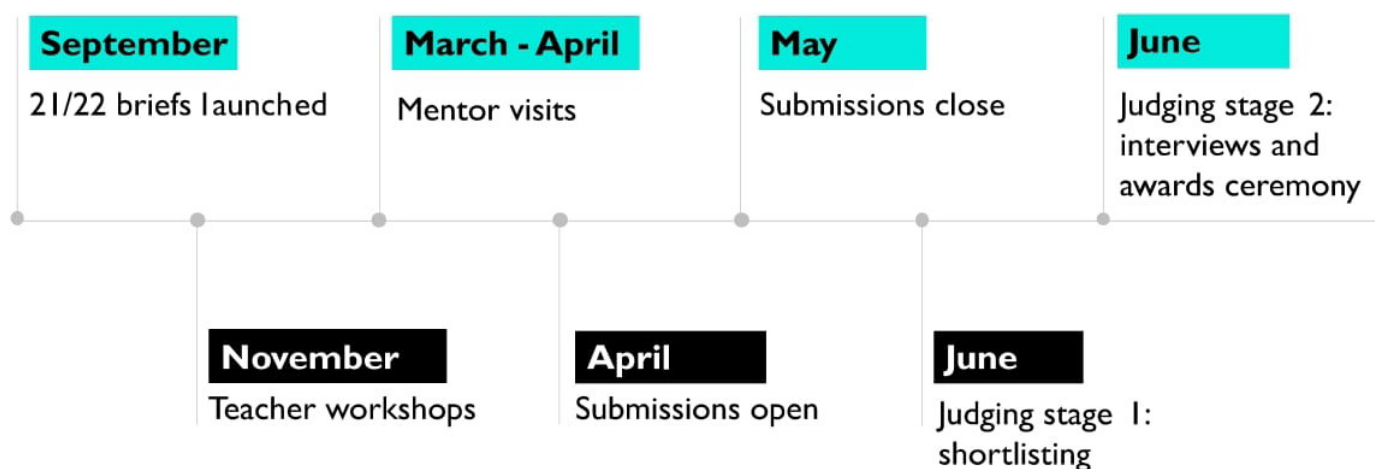 September
21/22 briefs launched
November
Teacher workshops
March - April
Mentor visits
April
Submissions open
May
Submissions close
June
Judging stage 1:
shortlisting
June
Judging stage 2:
interviews and
awards ceremony